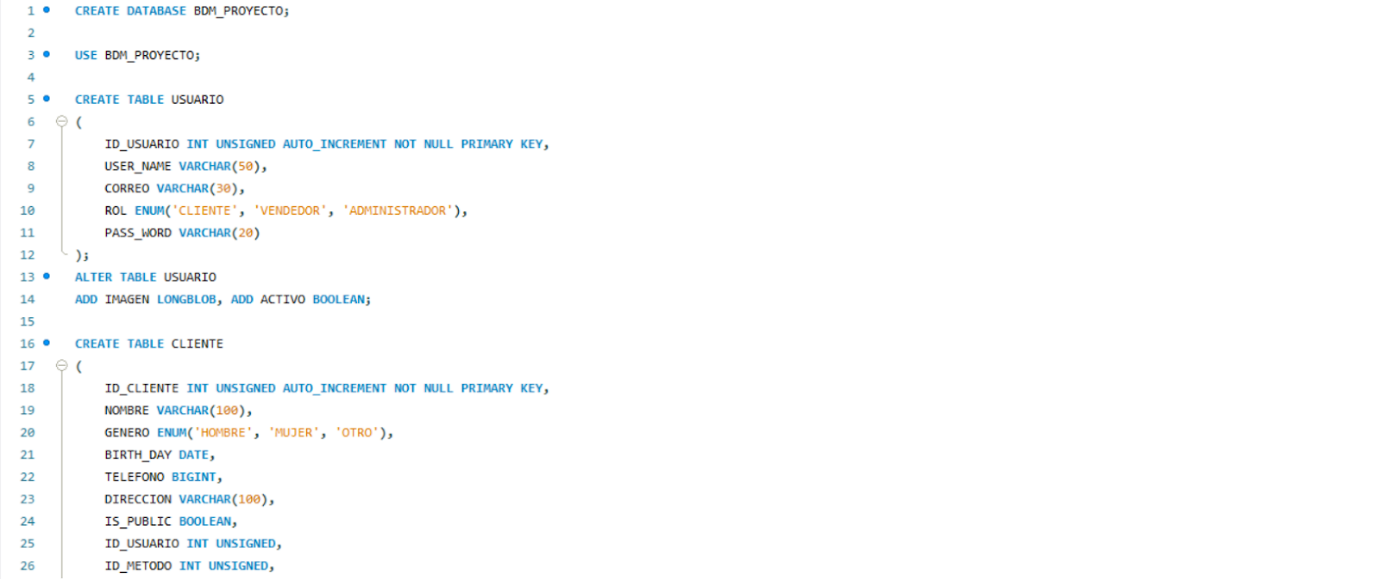 1 CREATE DATABASE BDM_PROYECTO;
2
3 USE BDM_PROYECTO;
4
5 CREATE TABLE USUARIO
6 (
7 ID_USUARIO INT UNSIGNED AUTO_INCREMENT NOT NULL PRIMARY KEY,
8 USER_NAME VARCHAR(50),
9 CORREO VARCHAR(30),
10 ROL ENUM('CLIENTE', 'VENDEDOR', 'ADMINISTRADOR'),
11 PASS_WORD VARCHAR(20)
12 );
13 ALTER TABLE USUARIO
14 ADD IMAGEN LONGBLOB, ADD ACTIVO BOOLEAN;
15
16 CREATE TABLE CLIENTE
17 (
18 ID_CLIENTE INT UNSIGNED AUTO_INCREMENT NOT NULL PRIMARY KEY,
19 NOMBRE VARCHAR(100),
20 GENERO ENUM('HOMBRE', 'MUJER', 'OTRO'),
21 BIRTH_DAY DATE,
22 TELEFONO BIGINT,
23 DIRECCION VARCHAR(100),
24 IS_PUBLIC BOOLEAN,
25 ID_USUARIO INT UNSIGNED,
26 ID_METODO INT UNSIGNED,